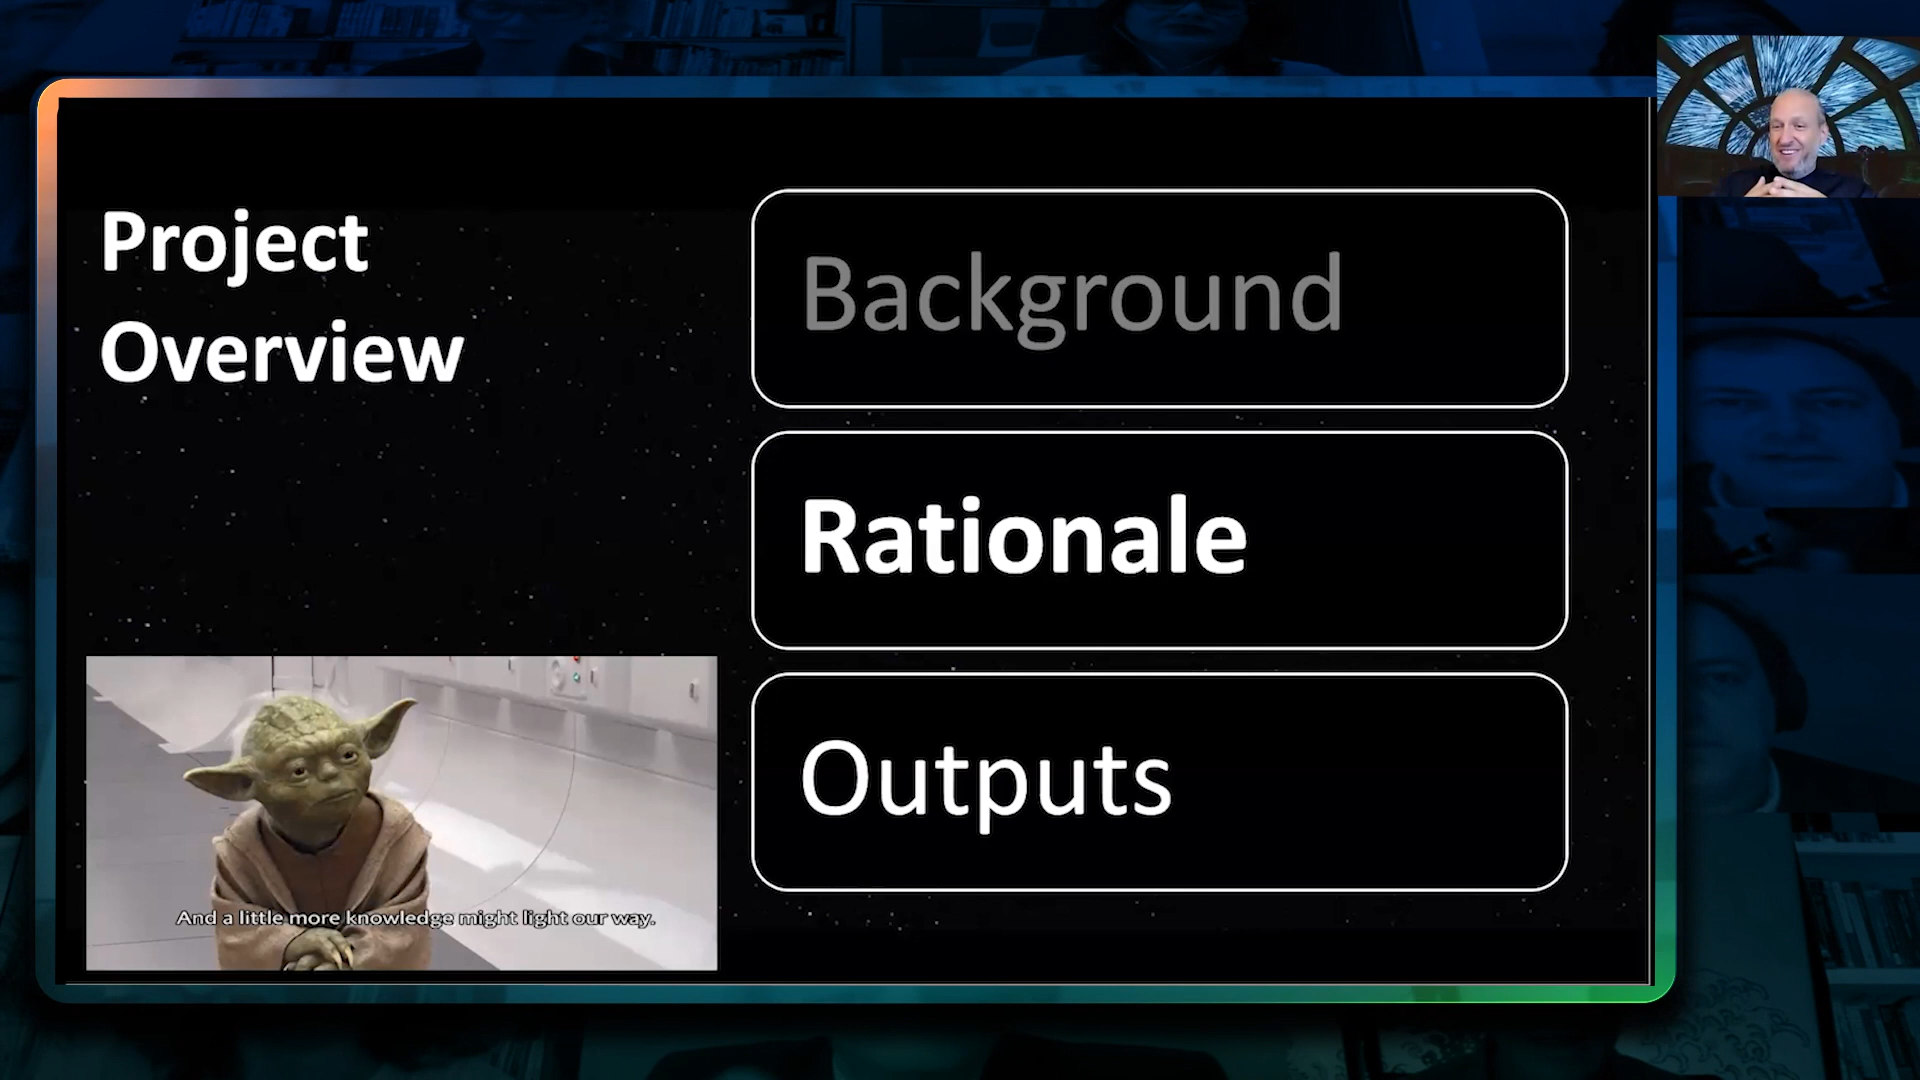 Project
Overview
Background
Rationale
Outputs
And a little more knowledge might light our way.